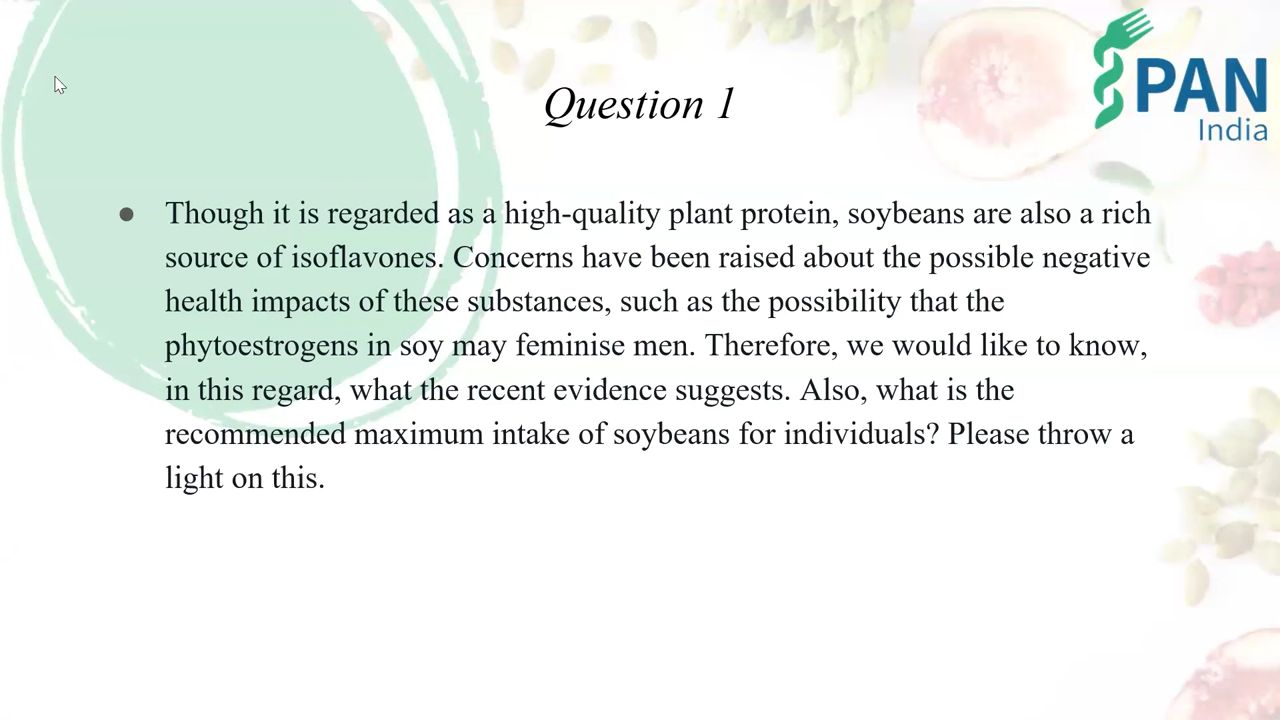 PAN
India
Question 1
● Though it is regarded as a high-quality plant protein, soybeans are also a rich
source of isoflavones. Concerns have been raised about the possible negative
health impacts of these substances, such as the possibility that the
phytoestrogens in soy may feminise men. Therefore, we would like to know,
in this regard, what the recent evidence suggests. Also, what is the
recommended maximum intake of soybeans for individuals? Please throw a
light on this.